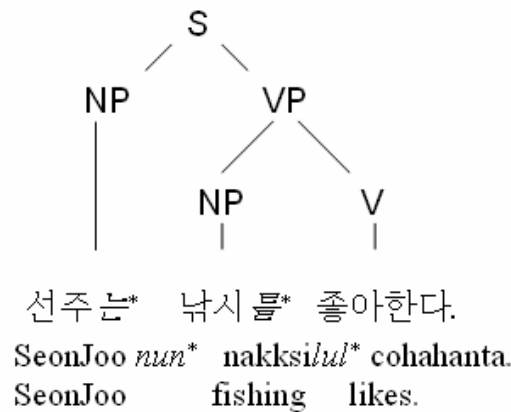 S
NP VP
NP V
선주는* 낚시를* 좋아한다.
SeonJoo nun* nakksilul* cohahanta.
SeonJoo fishing likes.